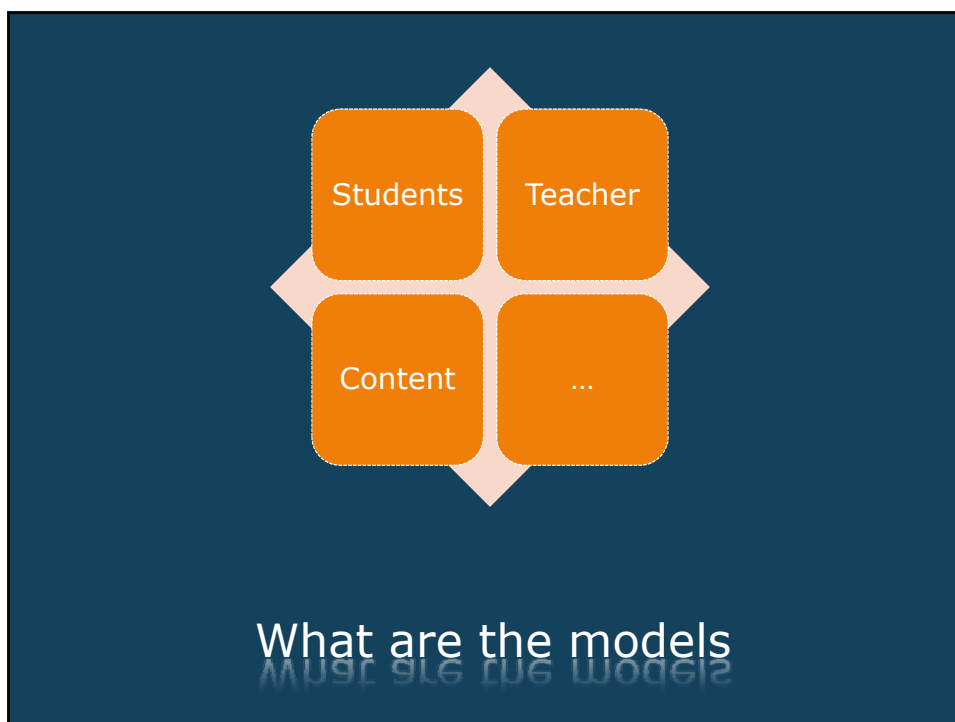 Students
Teacher
Content
...
What are the models